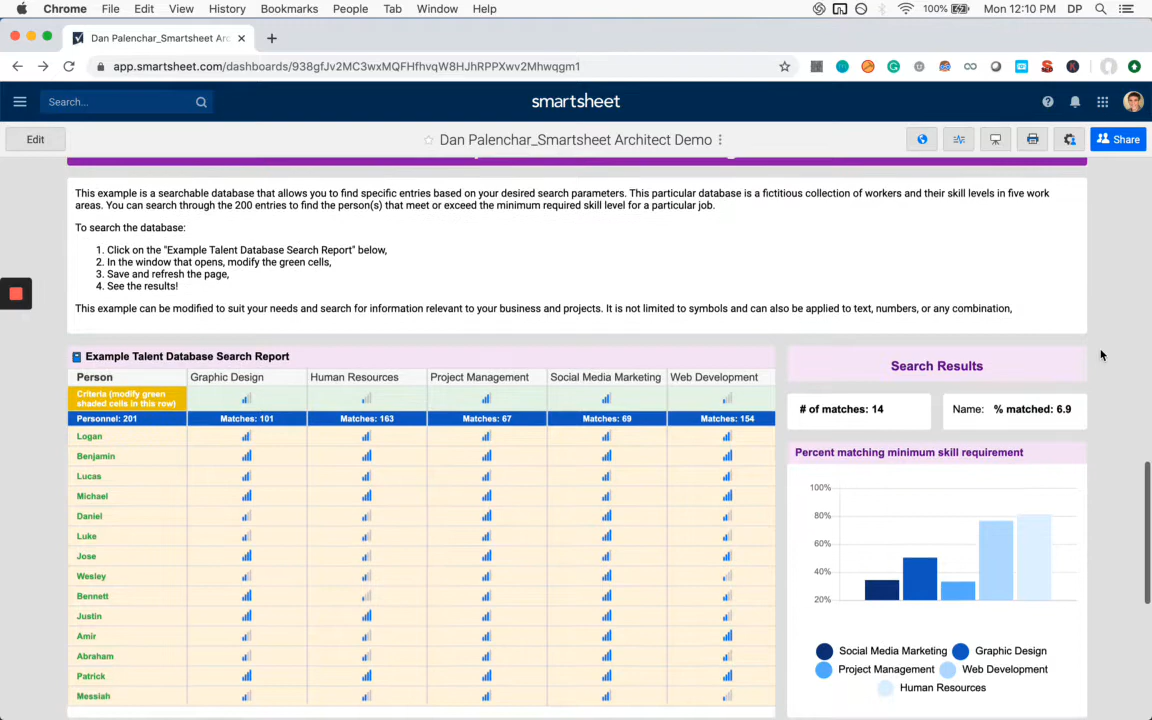 Chrome File Edit View History Bookmarks People Tab Window Help 100% Mon 12:10 PM DP
Dan Palenchar_Smartsheet Arc
app.smartsheet.com/dashboards/938gfJv2MC3wxMQFHfhvqW8HJhRPPXwv2Mhwqgm1
Search... smartsheet
Edit Dan Palenchar_Smartsheet Architect Demo Share
This example is a searchable database that allows you to find specific entries based on your desired search parameters. This particular database is a fictitious collection of workers and their skill levels in five work
areas. You can search through the 200 entries to find the person(s) that meet or exceed the minimum required skill level for a particular job.
To search the database:
1. Click on the "Example Talent Database Search Report" below,
2. In the window that opens, modify the green cells,
3. Save and refresh the page,
4. See the results!
This example can be modified to suit your needs and search for information relevant to your business and projects. It is not limited to symbols and can also be applied to text, numbers, or any combination,
Example Talent Database Search Report
Person Graphic Design Human Resources Project Management Social Media Marketing Web Development
Criteria (modify green
shaded cells in this row)
Personnel: 201 Matches: 101 Matches: 163 Matches: 67 Matches: 69 Matches: 154
Logan
Benjamin
Lucas
Michael
Daniel
Luke
Jose
Wesley
Bennett
Justin
Amir
Abraham
Patrick
Messiah
Search Results
# of matches: 14 Name: % matched: 6.9
Percent matching minimum skill requirement
100%
80%
60%
40%
20%
Social Media Marketing Graphic Design
Project Management Web Development
Human Resources